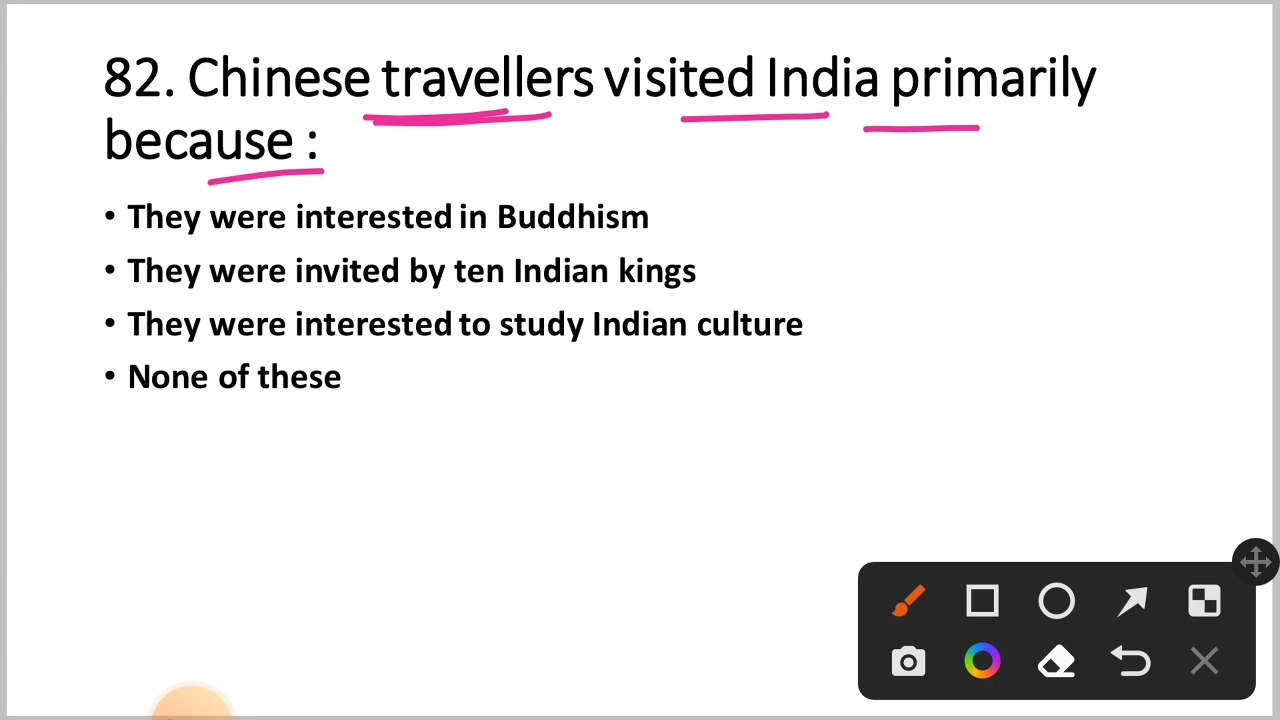 82. Chinese travellers visited India primarily
because :
• They were interested in Buddhism
• They were invited by ten Indian kings
• They were interested to study Indian culture
• None of these